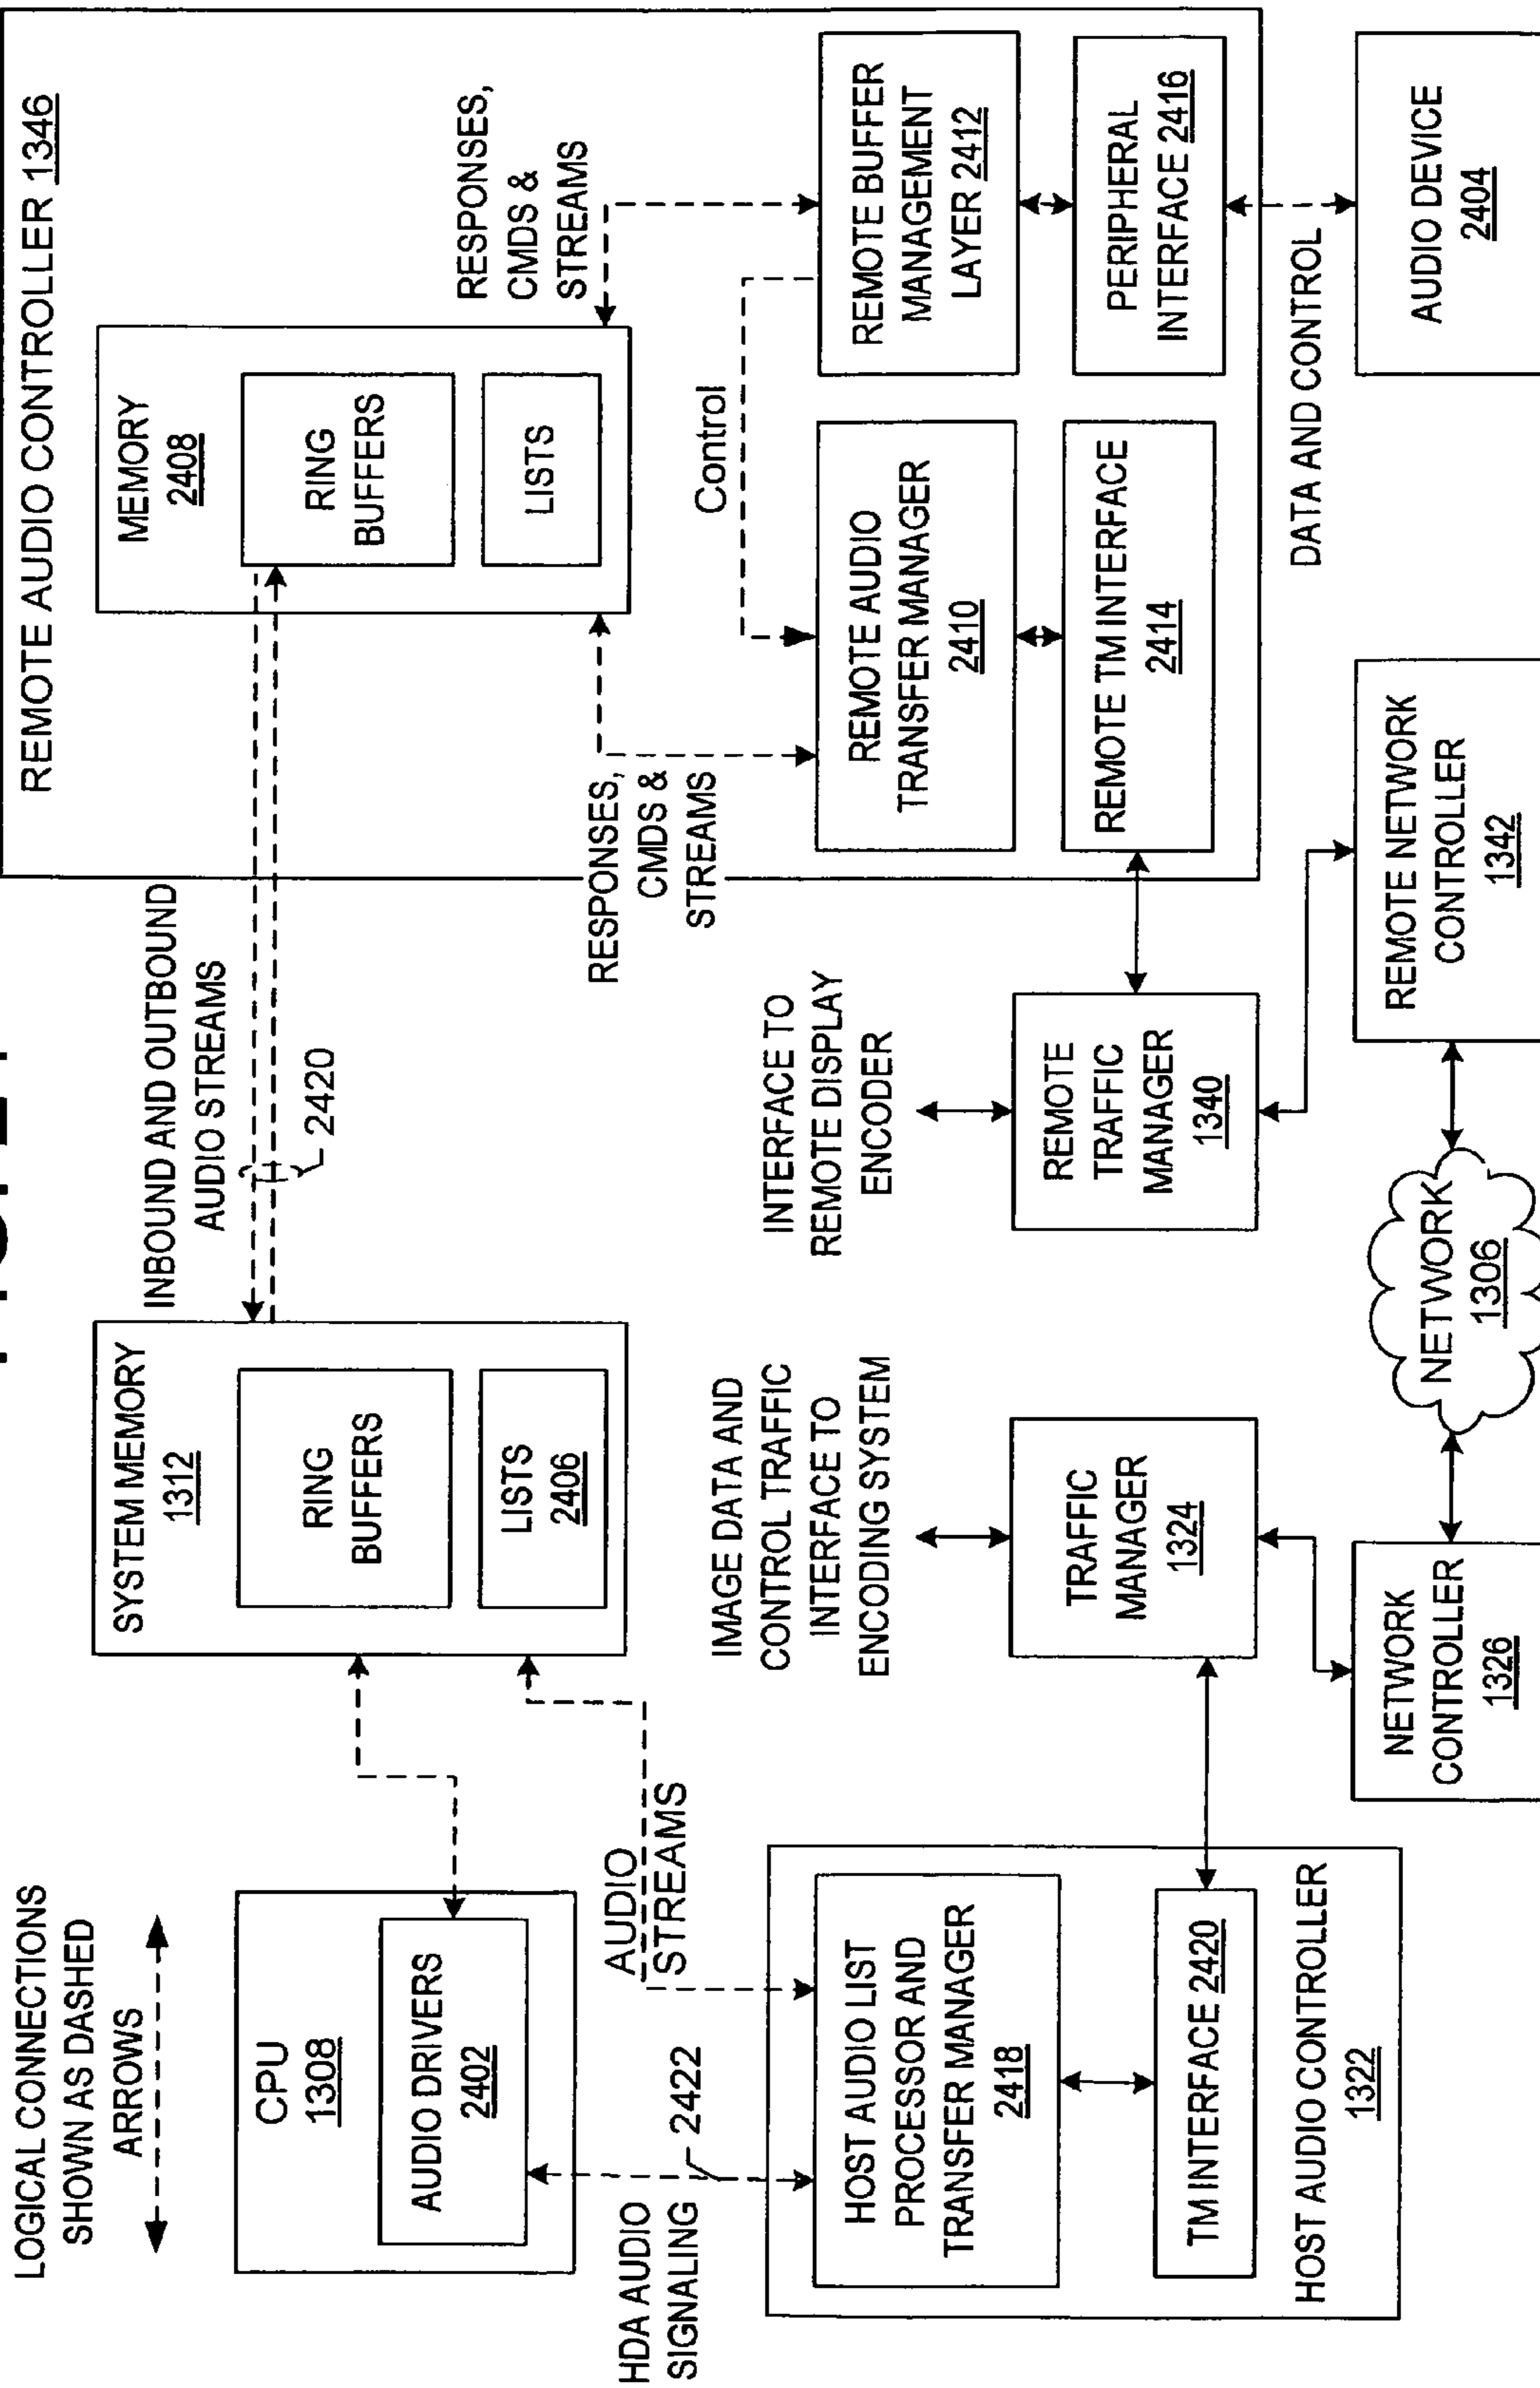 LOGICAL CONNECTIONS
SHOWN AS DASHED
ARROWS
CPU
1308
AUDIO DRIVERS
2402
HDA AUDIO
SIGNALING
2422
AUDIO
STREAMS
HOST AUDIO LIST
PROCESSOR AND
TRANSFER MANAGER
2418
TM INTERFACE 2420
HOST AUDIO CONTROLLER
1322
SYSTEM MEMORY
1312
RING
BUFFERS
LISTS
2406
IMAGE DATA AND
CONTROL TRAFFIC
INTERFACE TO
ENCODING SYSTEM
TRAFFIC
MANAGER
1324
NETWORK
CONTROLLER
1326
INBOUND AND OUTBOUND
AUDIO STREAMS
2420
INTERFACE TO
REMOTE DISPLAY
ENCODER
REMOTE
TRAFFIC
MANAGER
1340
NETWORK
1306
REMOTE NETWORK
CONTROLLER
1342
REMOTE AUDIO CONTROLLER 1346
MEMORY
2408
RING
BUFFERS
LISTS
RESPONSES,
CMDS &
STREAMS
RESPONSES,
CMDS &
STREAMS
Control
REMOTE AUDIO
TRANSFER MANAGER
2410
REMOTE TM INTERFACE
2414
REMOTE BUFFER
MANAGEMENT
LAYER 2412
PERIPHERAL
INTERFACE 2416
DATA AND CONTROL
AUDIO DEVICE
2404